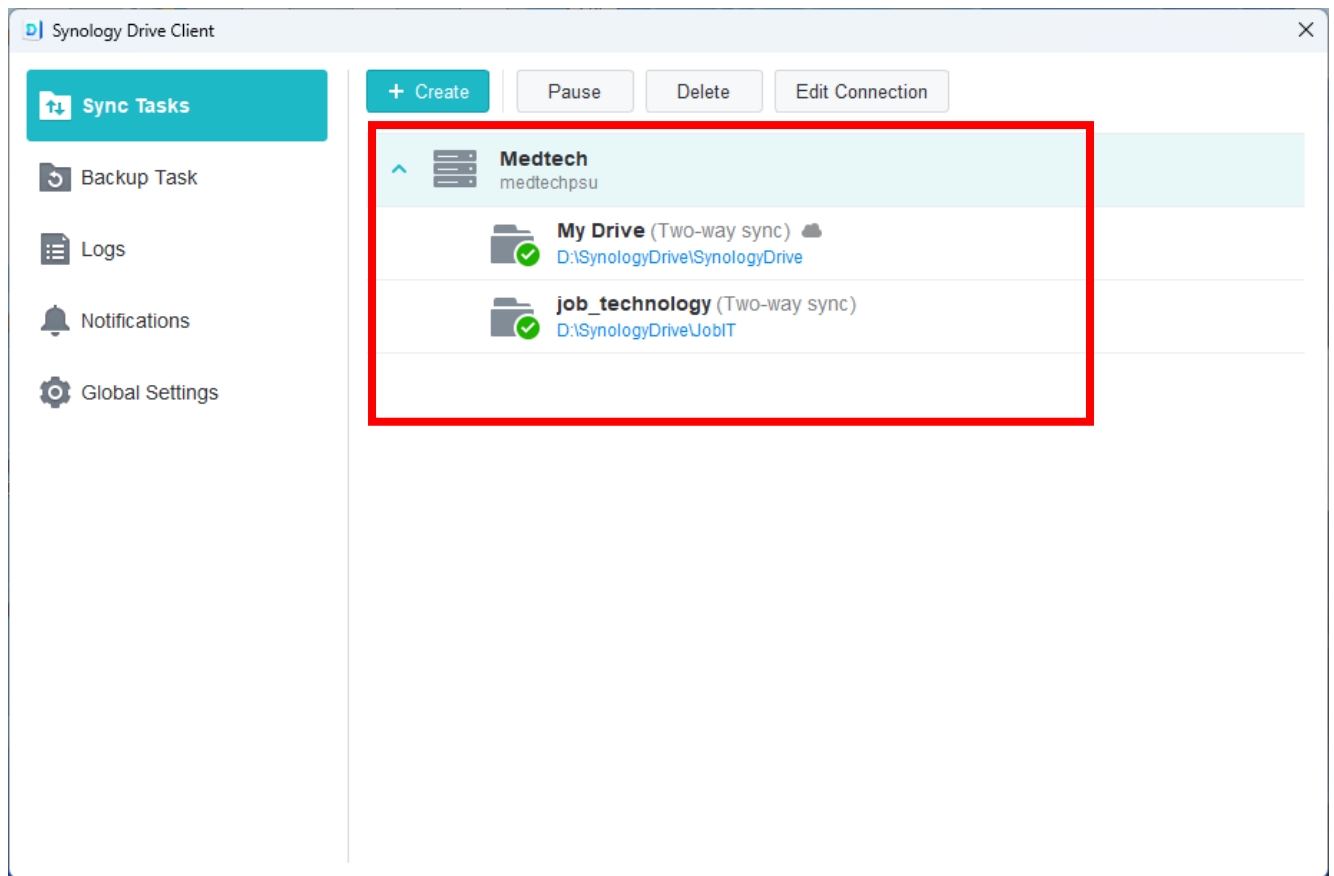 Synology Drive Client
Sync Tasks
Backup Task
Logs
Notifications
Global Settings
+ Create
Pause
Delete
Edit Connection
Medtech
medtechpsu
My Drive (Two-way sync)
D:\SynologyDrive\SynologyDrive
job_technology (Two-way sync)
D:\SynologyDrive\JobIT